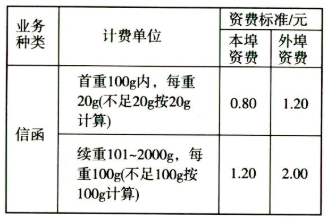 业务种类 计费单位 资费标准/元
本埠资费 外埠资费
信函
首重100g内，每重
20g(不足20g按20g
计算)
0.80 1.20
续重101~2000g，每
重100g(不足100g按
100g计算)
1.20 2.00